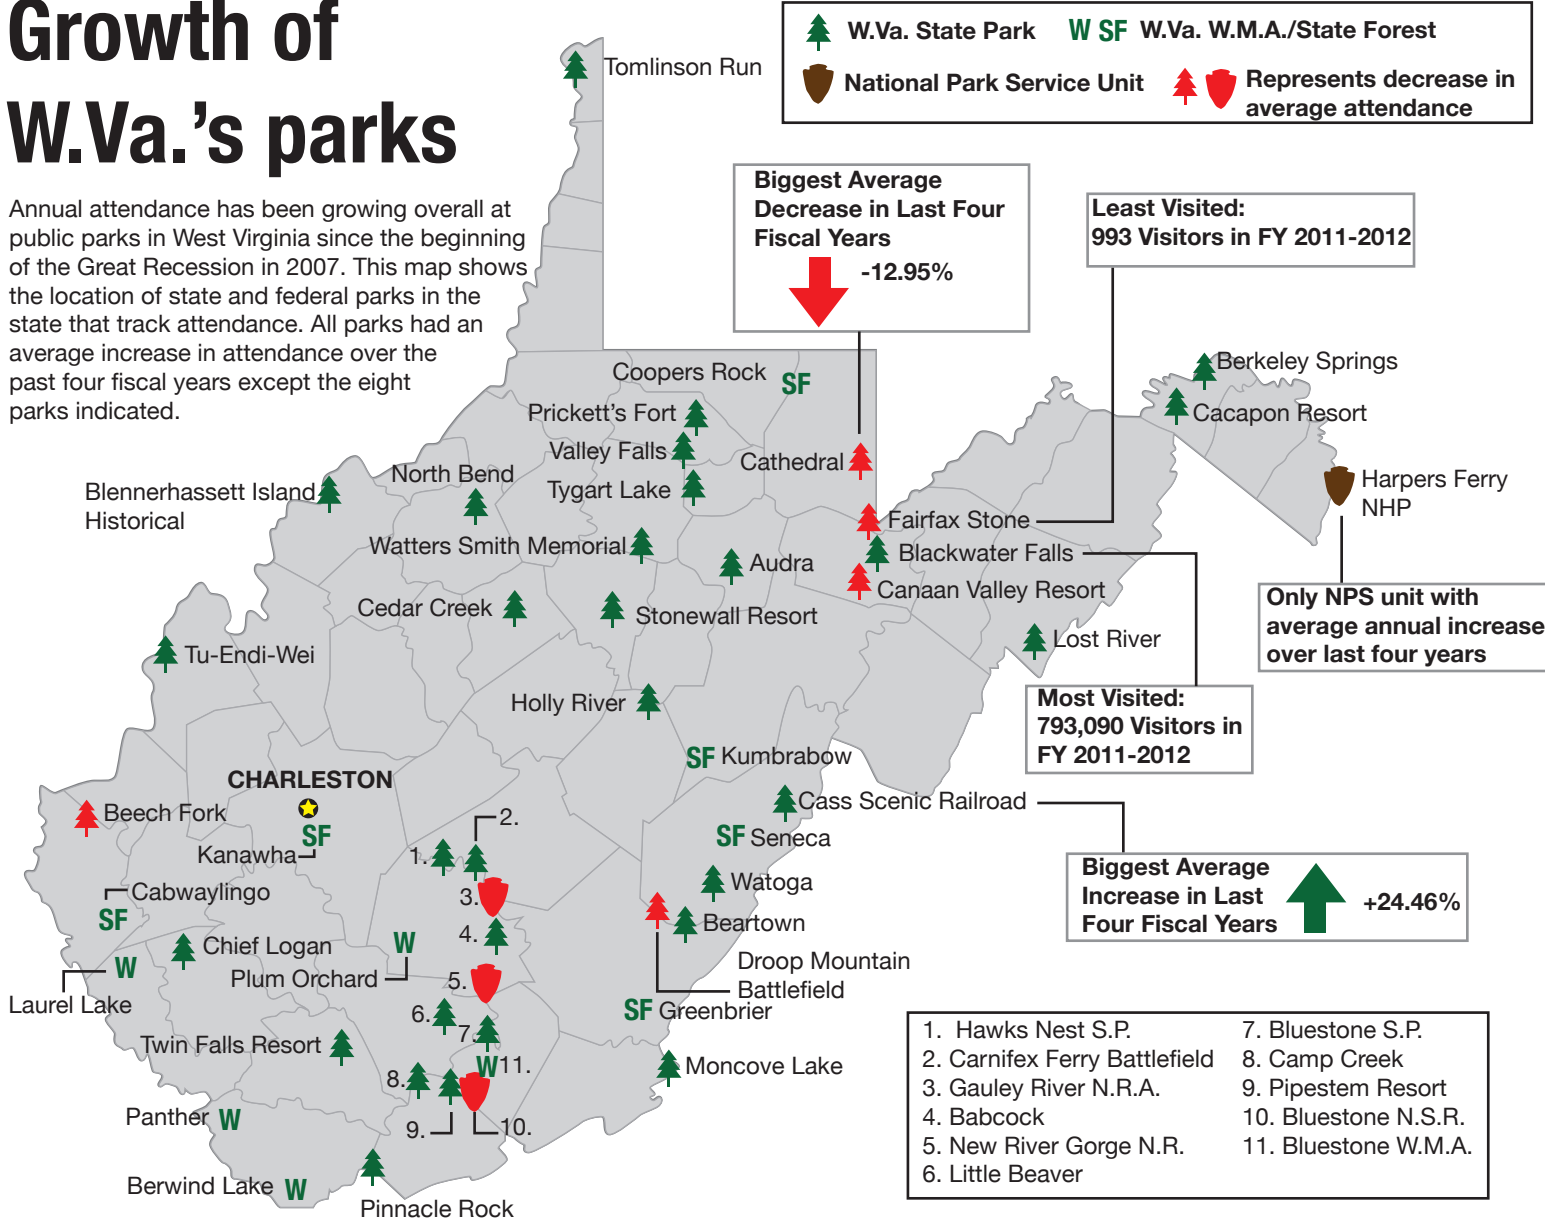 Growth of
W.Va.'s parks
Annual attendance has been growing overall at
public parks in West Virginia since the beginning
of the Great Recession in 2007. This map shows
the location of state and federal parks in the
state that track attendance. All parks had an
average increase in attendance over the
past four fiscal years except the eight
parks indicated.
W.Va. State Park
W SF W.Va. W.M.A./State Forest
National Park Service Unit
Represents decrease in
average attendance
Tomlinson Run
Biggest Average
Decrease in Last Four
Fiscal Years
-12.95%
Least Visited:
993 Visitors in FY 2011-2012
Coopers Rock SF
Prickett's Fort
Valley Falls
Cathedral
Tygart Lake
North Bend
Blennerhassett Island
Historical
Berkeley Springs
Cacapon Resort
Harpers Ferry
NHP
Fairfax Stone
Blackwater Falls
Canaan Valley Resort
Watters Smith Memorial
Audra
Cedar Creek
Stonewall Resort
Only NPS unit with
average annual increase
over last four years
Lost River
Tu-Endi-Wei
Holly River
Most Visited:
793,090 Visitors in
FY 2011-2012
SF Kumbrabow
CHARLESTON
Cass Scenic Railroad
Beech Fork
SF
Kanawha
SF Seneca
Biggest Average
Increase in Last
Four Fiscal Years
+24.46%
1.
2.
3.
4.
5.
6.
7.
8.
9.
10.
W 11.
Cabwaylingo
SF
Watoga
Beartown
Chief Logan
W
Plum Orchard
Droop Mountain
Battlefield
W
Laurel Lake
SF Greenbrier
Twin Falls Resort
Moncove Lake
Panther W
Berwind Lake W
Pinnacle Rock
1. Hawks Nest S.P.
2. Carnifex Ferry Battlefield
3. Gauley River N.R.A.
4. Babcock
5. New River Gorge N.R.
6. Little Beaver
7. Bluestone S.P.
8. Camp Creek
9. Pipestem Resort
10. Bluestone N.S.R.
11. Bluestone W.M.A.